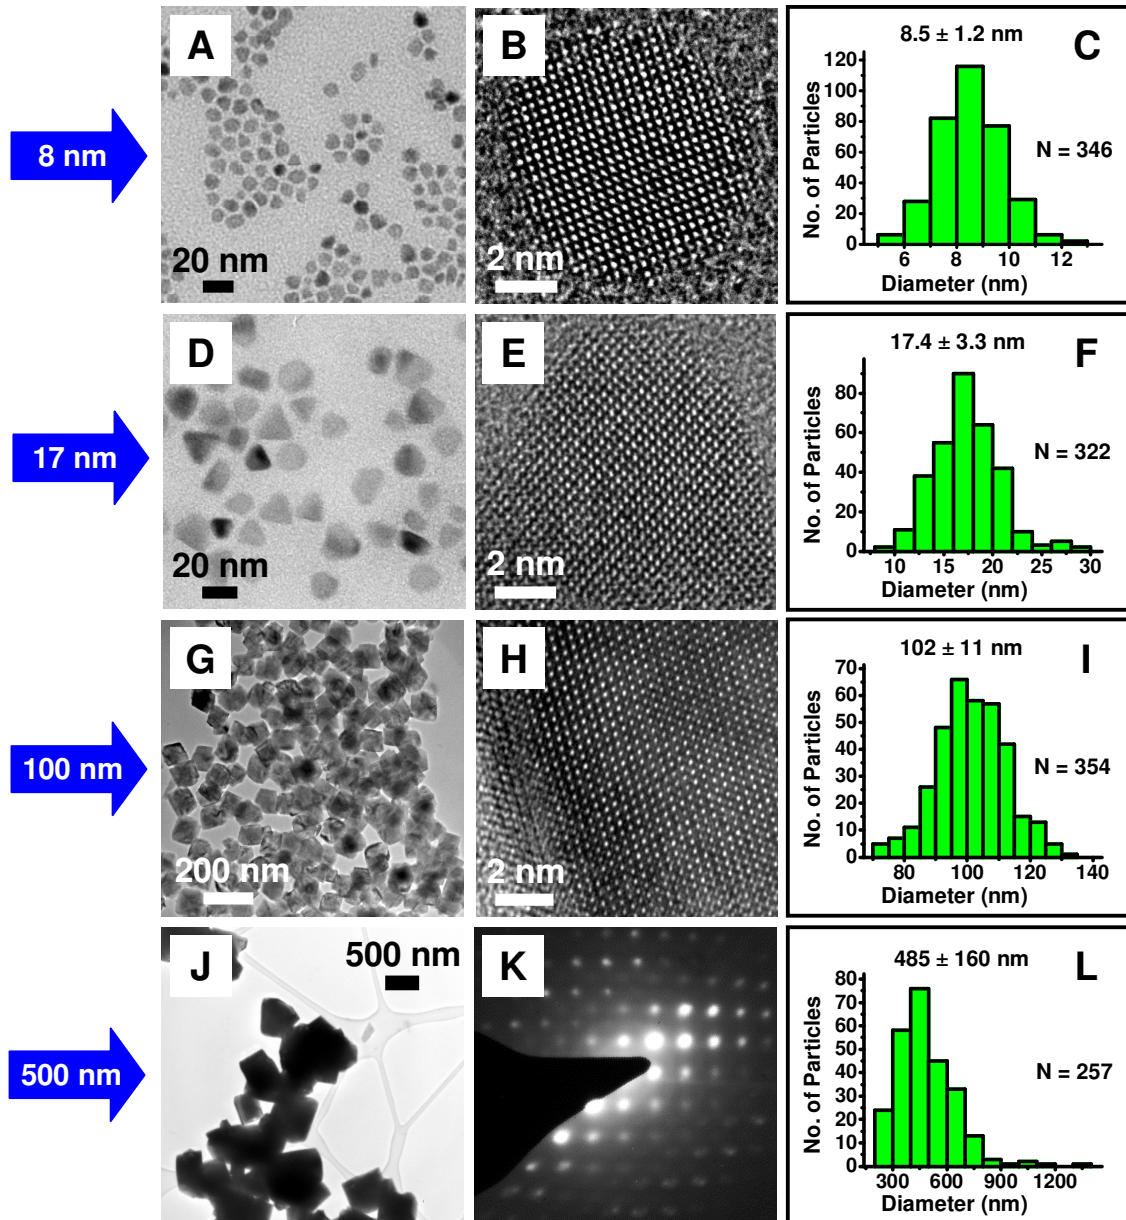 8 nm
A
20 nm
B
2 nm
8.5 ± 1.2 nm
C
No. of Particles
120
100
80
60
40
20
0
N = 346
6 8 10 12
Diameter (nm)
17 nm
D
20 nm
E
2 nm
17.4 ± 3.3 nm
F
No. of Particles
80
60
40
20
0
N = 322
10 15 20 25 30
Diameter (nm)
100 nm
G
200 nm
H
2 nm
102 ± 11 nm
I
No. of Particles
70
60
50
40
30
20
10
0
N = 354
80 100 120 140
Diameter (nm)
500 nm
J
500 nm
K
485 ± 160 nm
L
No. of Particles
80
70
60
50
40
30
20
10
0
N = 257
300 600 900 1200
Diameter (nm)